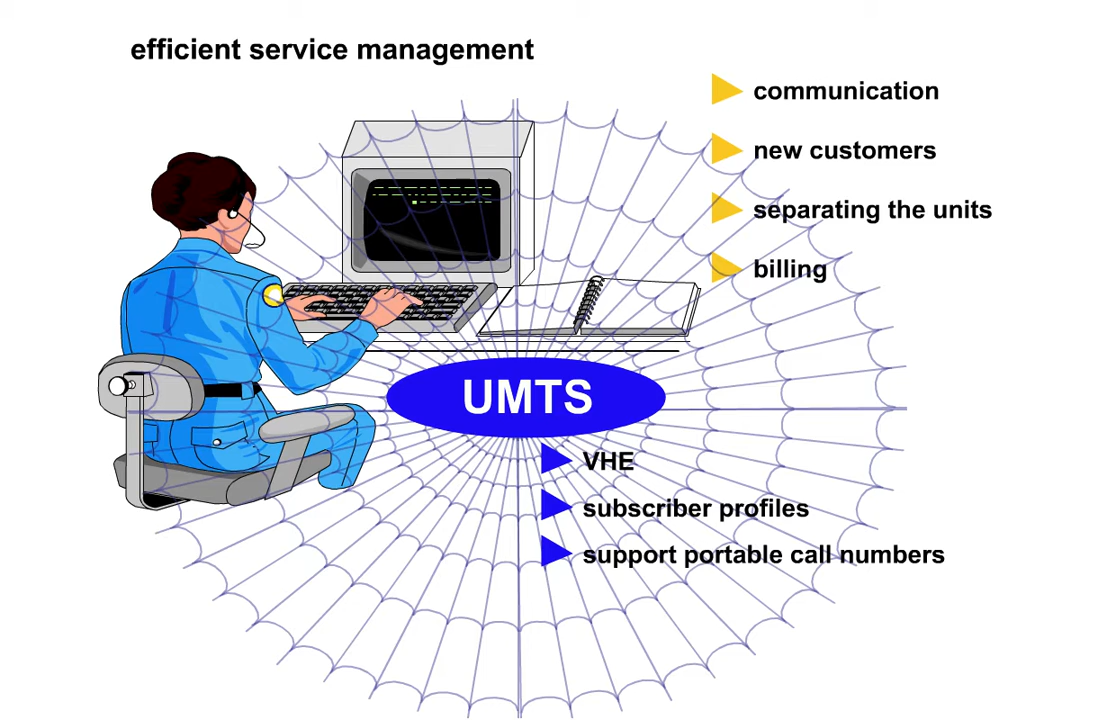 efficient service management
communication
new customers
separating the units
billing
UMTS
VHE
subscriber profiles
support portable call numbers